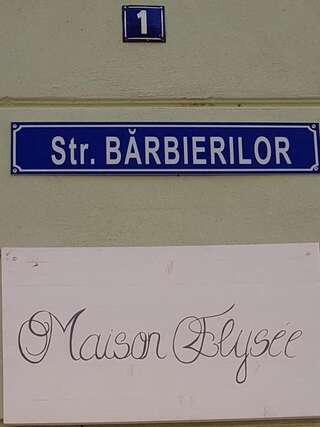 1
Str. BĂRBIERILOR
Maison Elysée